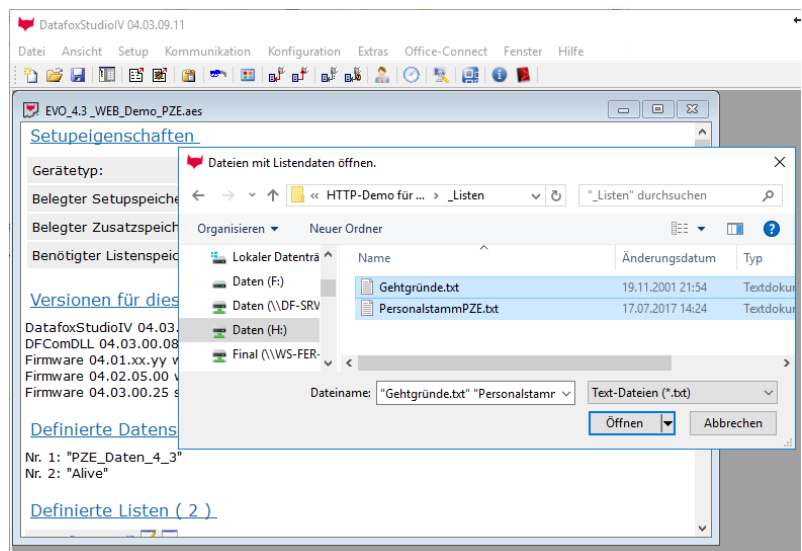 DatafoxStudioIV 04.03.09.11
Datei Ansicht Setup Kommunikation Konfiguration Extras Office-Connect Fenster Hilfe
EVO_4.3 _WEB_Demo_PZE.aes
Setupeigenschaften
Gerätetyp:
Belegter Setupspeiche
Belegter Zusatzspeich
Benötigter Listenspeic
Versionen für dies
DatafoxStudioIV 04.03.
DFComDLL 04.03.00.08
Firmware 04.01.xx.yy v
Firmware 04.02.05.00 v
Firmware 04.03.00.25 s
Definierte Datens
Nr. 1: "PZE_Daten_4_3"
Nr. 2: "Alive"
Definierte Listen ( 2 )
Dateien mit Listendaten öffnen.
« HTTP-Demo für ... › _Listen
"_Listen" durchsuchen
Organisieren Neuer Ordner
Name Änderungsdatum Typ
Gehtgründe.txt 19.11.2001 21:54 Textdokur
PersonalstammPZE.txt 17.07.2017 14:24 Textdokur
Lokaler Datenträ
Daten (F:)
Daten (\\DF-SRV
Daten (H:)
Final (\\WS-FER-
Dateiname: "Gehtgründe.txt" "Personalstamr
Text-Dateien (*.txt)
Öffnen Abbrechen